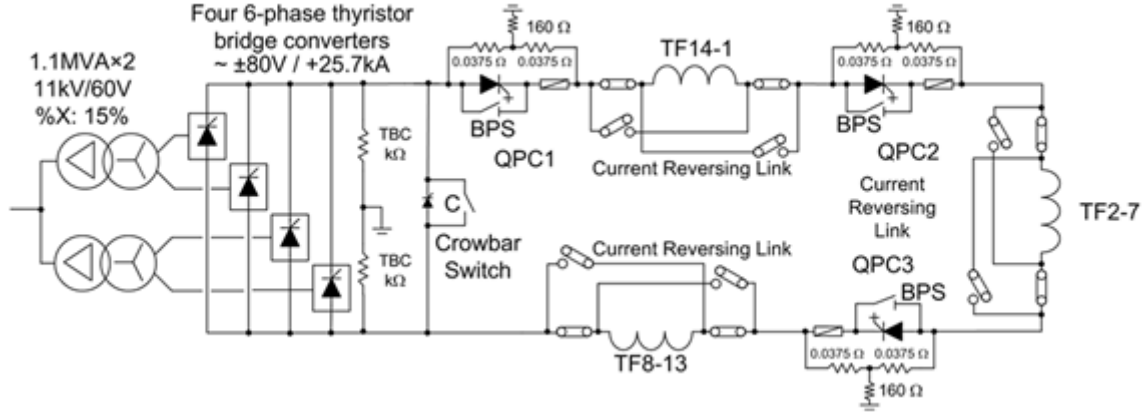 Four 6-phase thyristor
bridge converters
~ ±80V / +25.7kA
1.1MVA×2
11kV/60V
%X: 15%
160 Ω
0.0375 Ω 0.0375 Ω
BPS
QPC1
TF14-1
Current Reversing Link
160 Ω
0.0375 Ω 0.0375 Ω
BPS
QPC2
Current
Reversing
Link
TF2-7
TBC
kΩ
TBC
kΩ
C
Crowbar
Switch
Current Reversing Link
TF8-13
QPC3
BPS
0.0375 Ω 0.0375 Ω
160 Ω